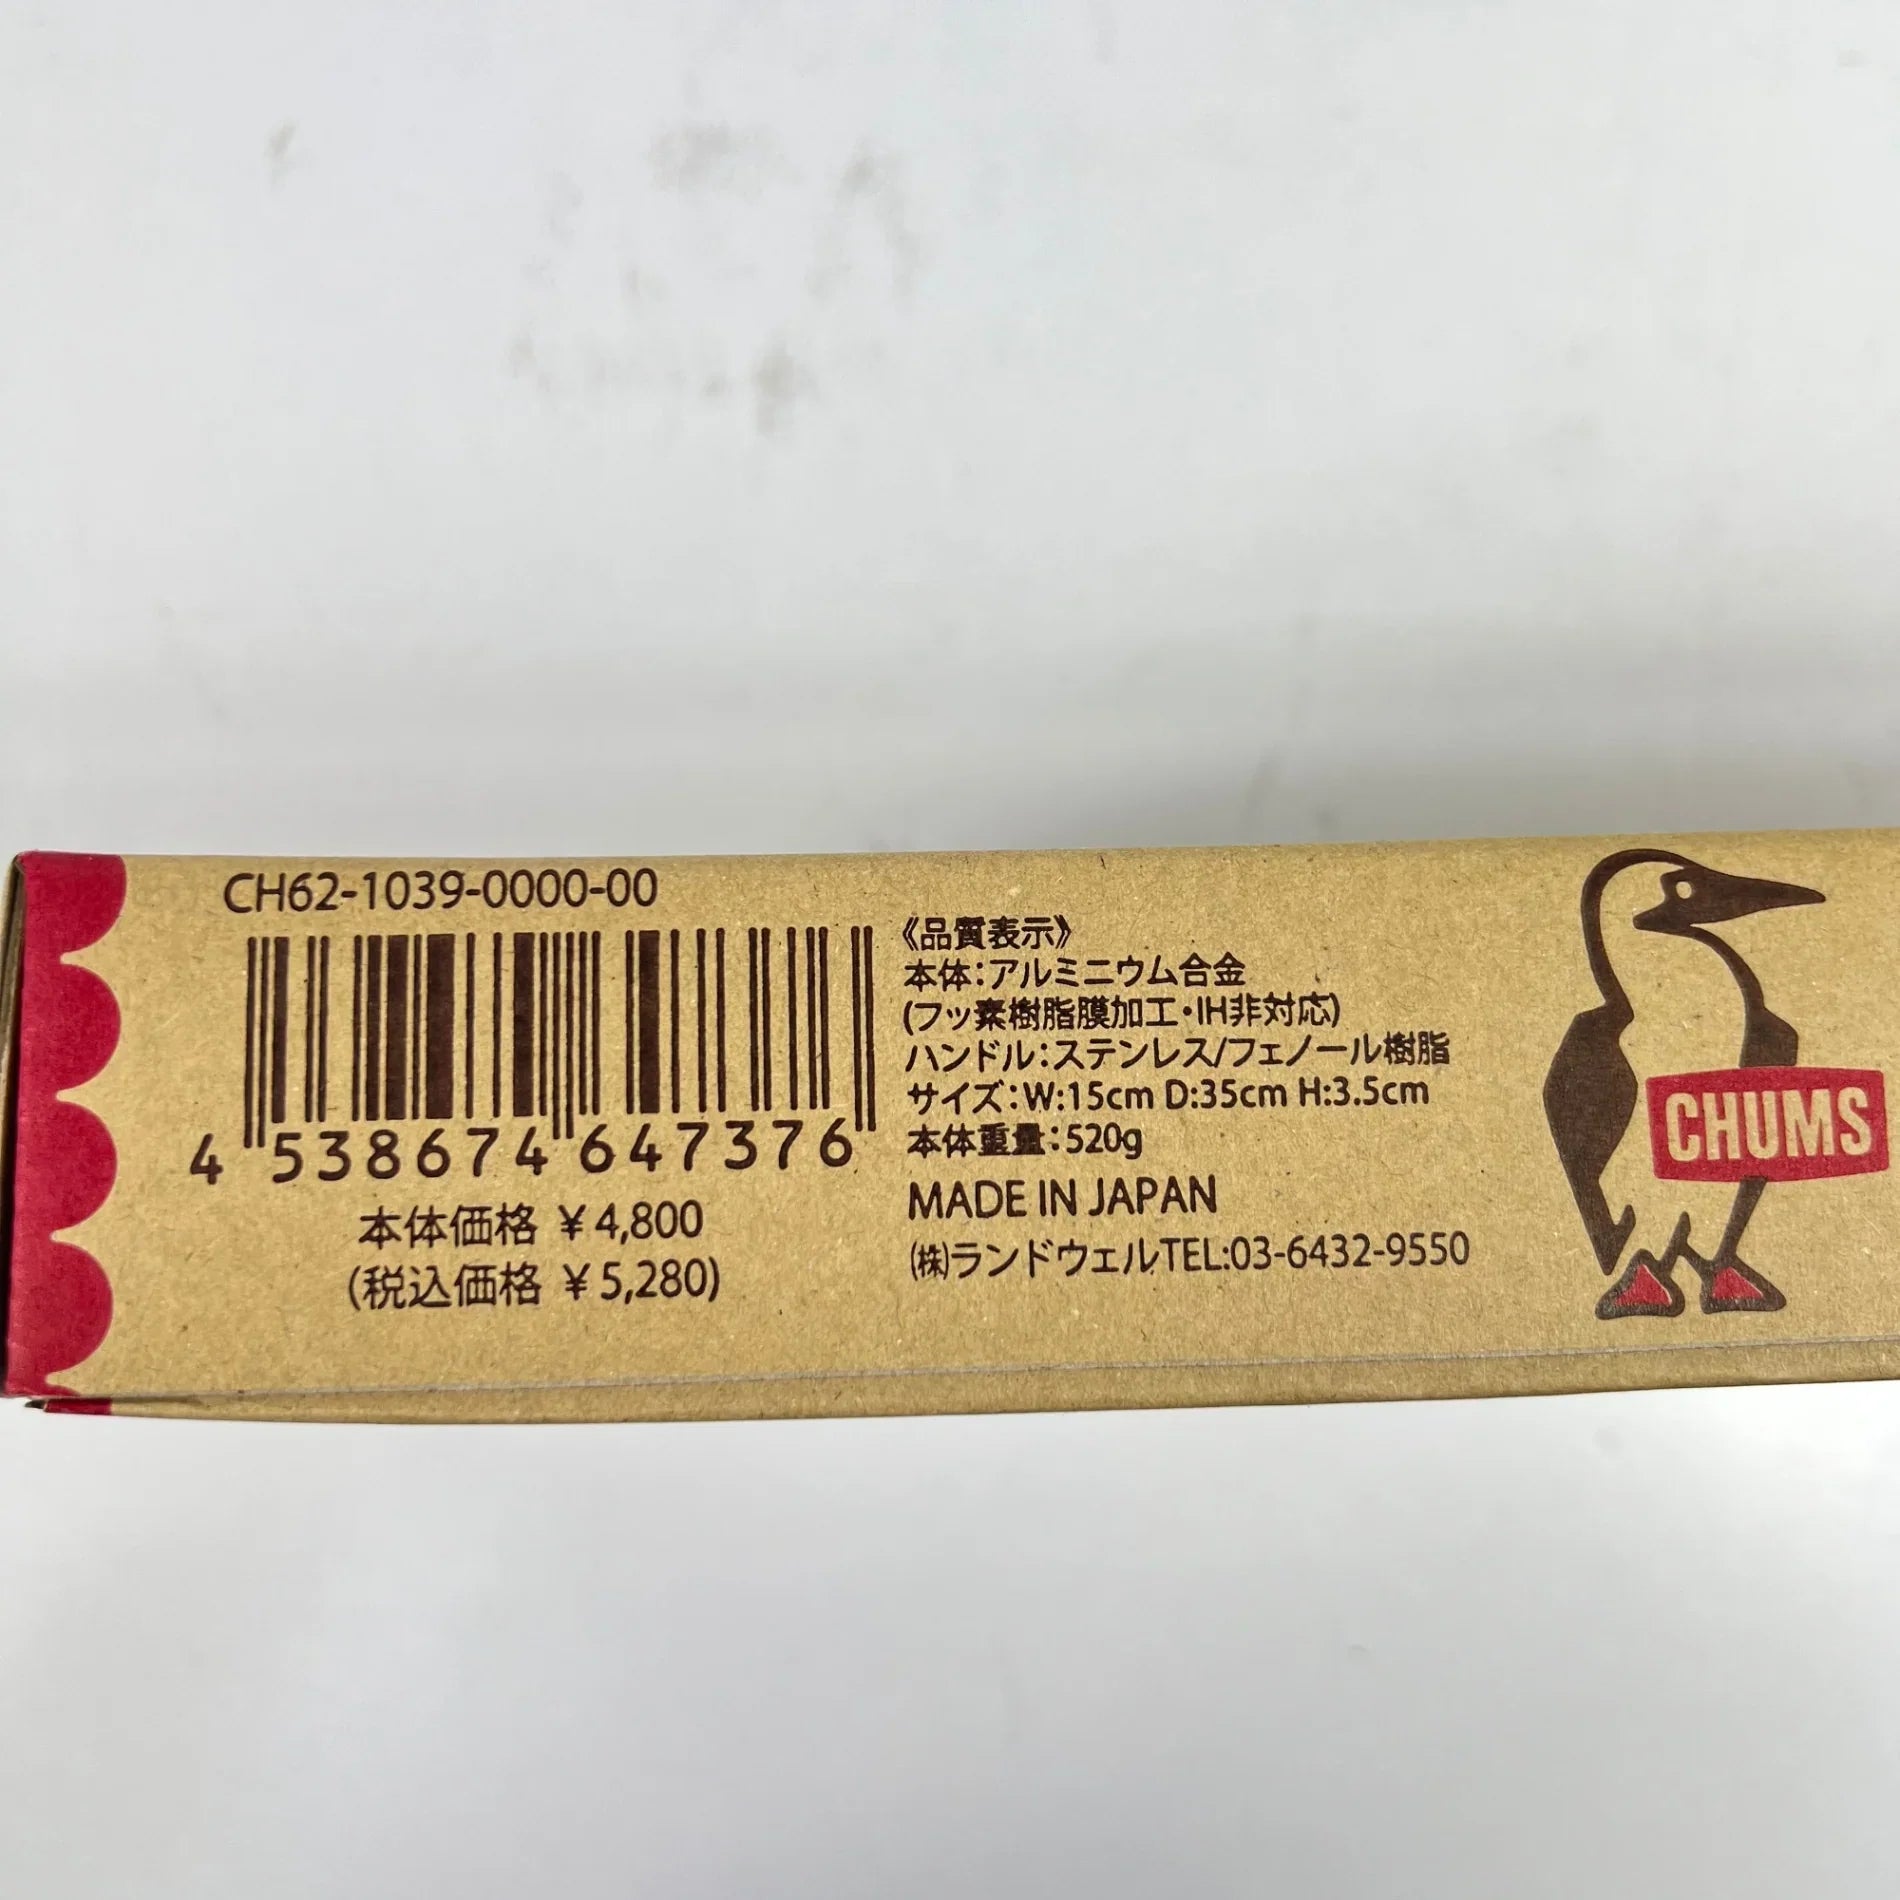 CH62-1039-0000-00
4 538674 647376
本体価格 ¥4,800
(税込価格 ¥5,280)
《品質表示》
本体:アルミニウム合金
(フッ素樹脂膜加工・IH非対応)
ハンドル:ステンレス/フェノール樹脂
サイズ:W:15cm D:35cm H:3.5cm
本体重量:520g
MADE IN JAPAN
㈱ランドウェルTEL:03-6432-9550
CHUMS